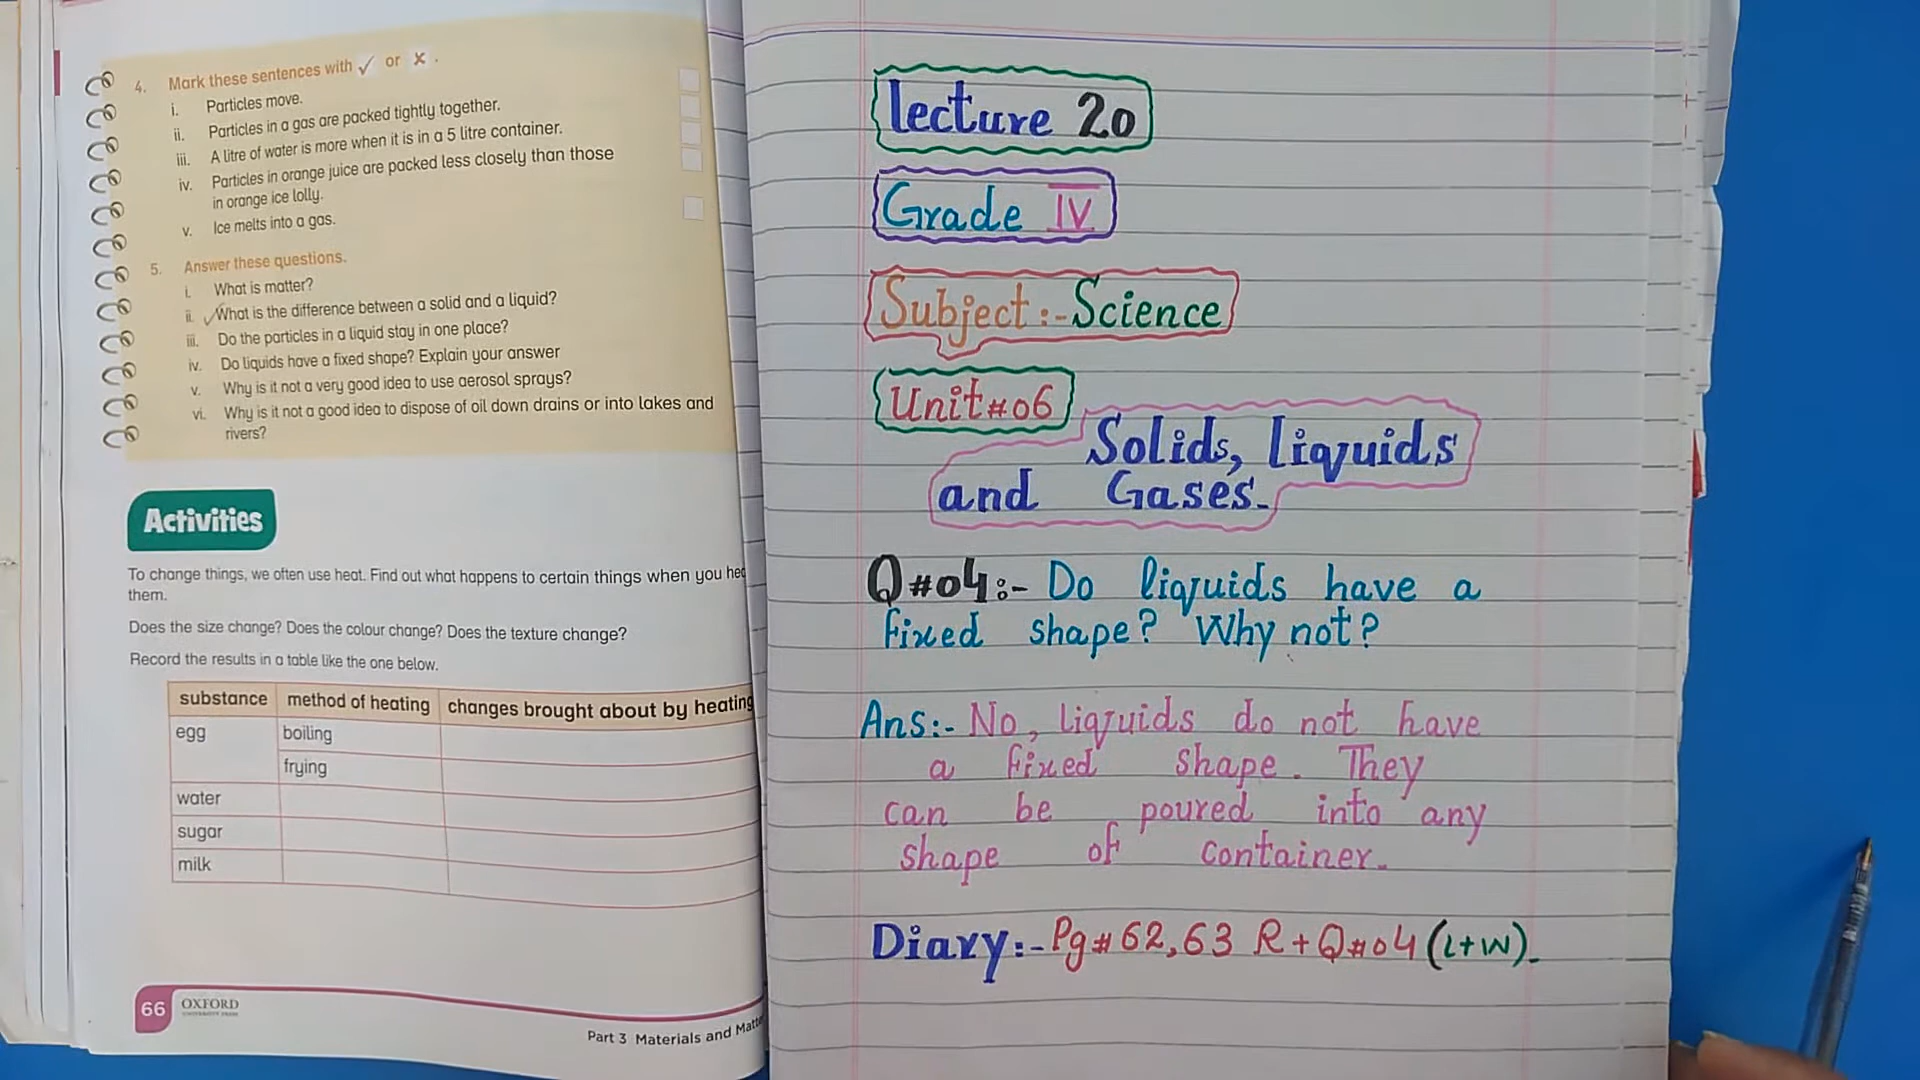 4. Mark these sentences with ✓ or ✗ .
i. Particles move.
ii. Particles in a gas are packed tightly together.
iii. A litre of water is more when it is in a 5 litre container.
iv. Particles in orange juice are packed less closely than those
in orange ice lolly.
v. Ice melts into a gas.
5. Answer these questions.
i. What is matter?
ii. What is the difference between a solid and a liquid?
iii. Do the particles in a liquid stay in one place?
iv. Do liquids have a fixed shape? Explain your answer
v. Why is it not a very good idea to use aerosol sprays?
vi. Why is it not a good idea to dispose of oil down drains or into lakes and
rivers?
Activities
To change things, we often use heat. Find out what happens to certain things when you
them.
Does the size change? Does the colour change? Does the texture change?
Record the results in a table like the one below.
substance method of heating changes brought about by heating
egg boiling
frying
water
sugar
milk
66 OXFORD
UNIVERSITY PRESS
Part 3 Materials and
lecture 20
Grade IV
Subject:-Science
Unit#06
Solids, liquids
and Gases.
Q#04:- Do liquids have a
fixed shape? Why not?
Ans:- No, liquids do not have
a fixed shape. They
can be poured into any
shape of container.
Diary:-Pg#62,63 R+Q#04 (L+W).